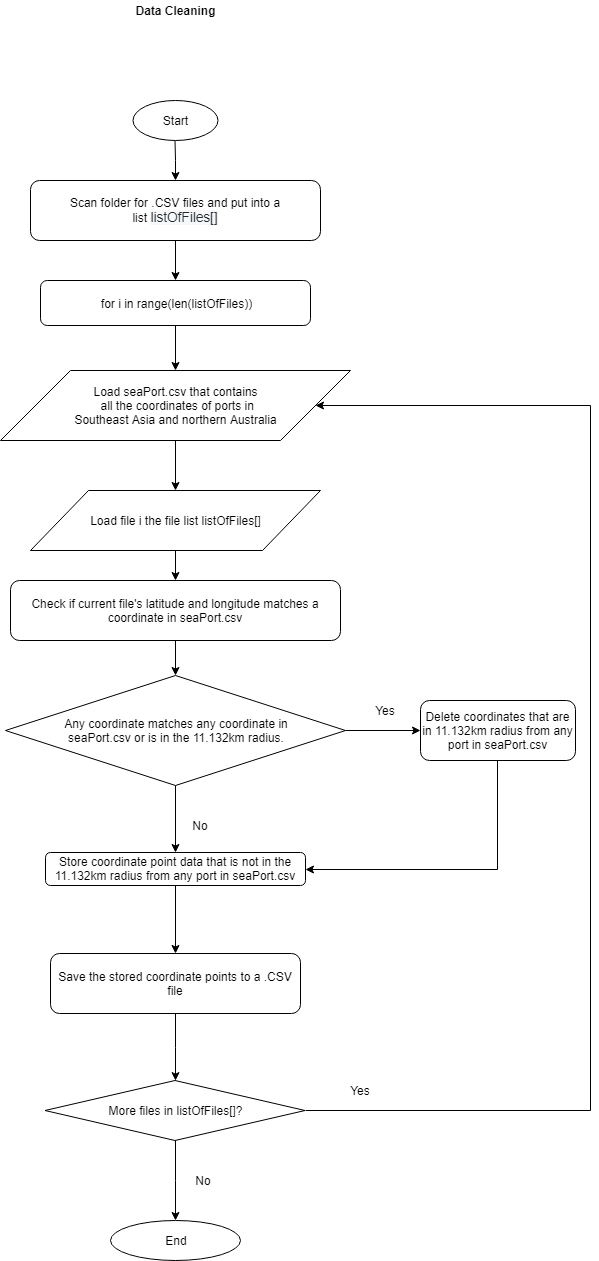 Data Cleaning
Start
Scan folder for .CSV files and put into a
list listOfFiles[]
for i in range(len(listOfFiles))
Load seaPort.csv that contains
all the coordinates of ports in
Southeast Asia and northern Australia
Load file i the file list listOfFiles[]
Check if current file's latitude and longitude matches a
coordinate in seaPort.csv
Any coordinate matches any coordinate in
seaPort.csv or is in the 11.132km radius.
Yes
Delete coordinates that are
in 11.132km radius from any
port in seaPort.csv
No
Store coordinate point data that is not in the
11.132km radius from any port in seaPort.csv
Save the stored coordinate points to a .CSV
file
More files in listOfFiles[]?
Yes
No
End